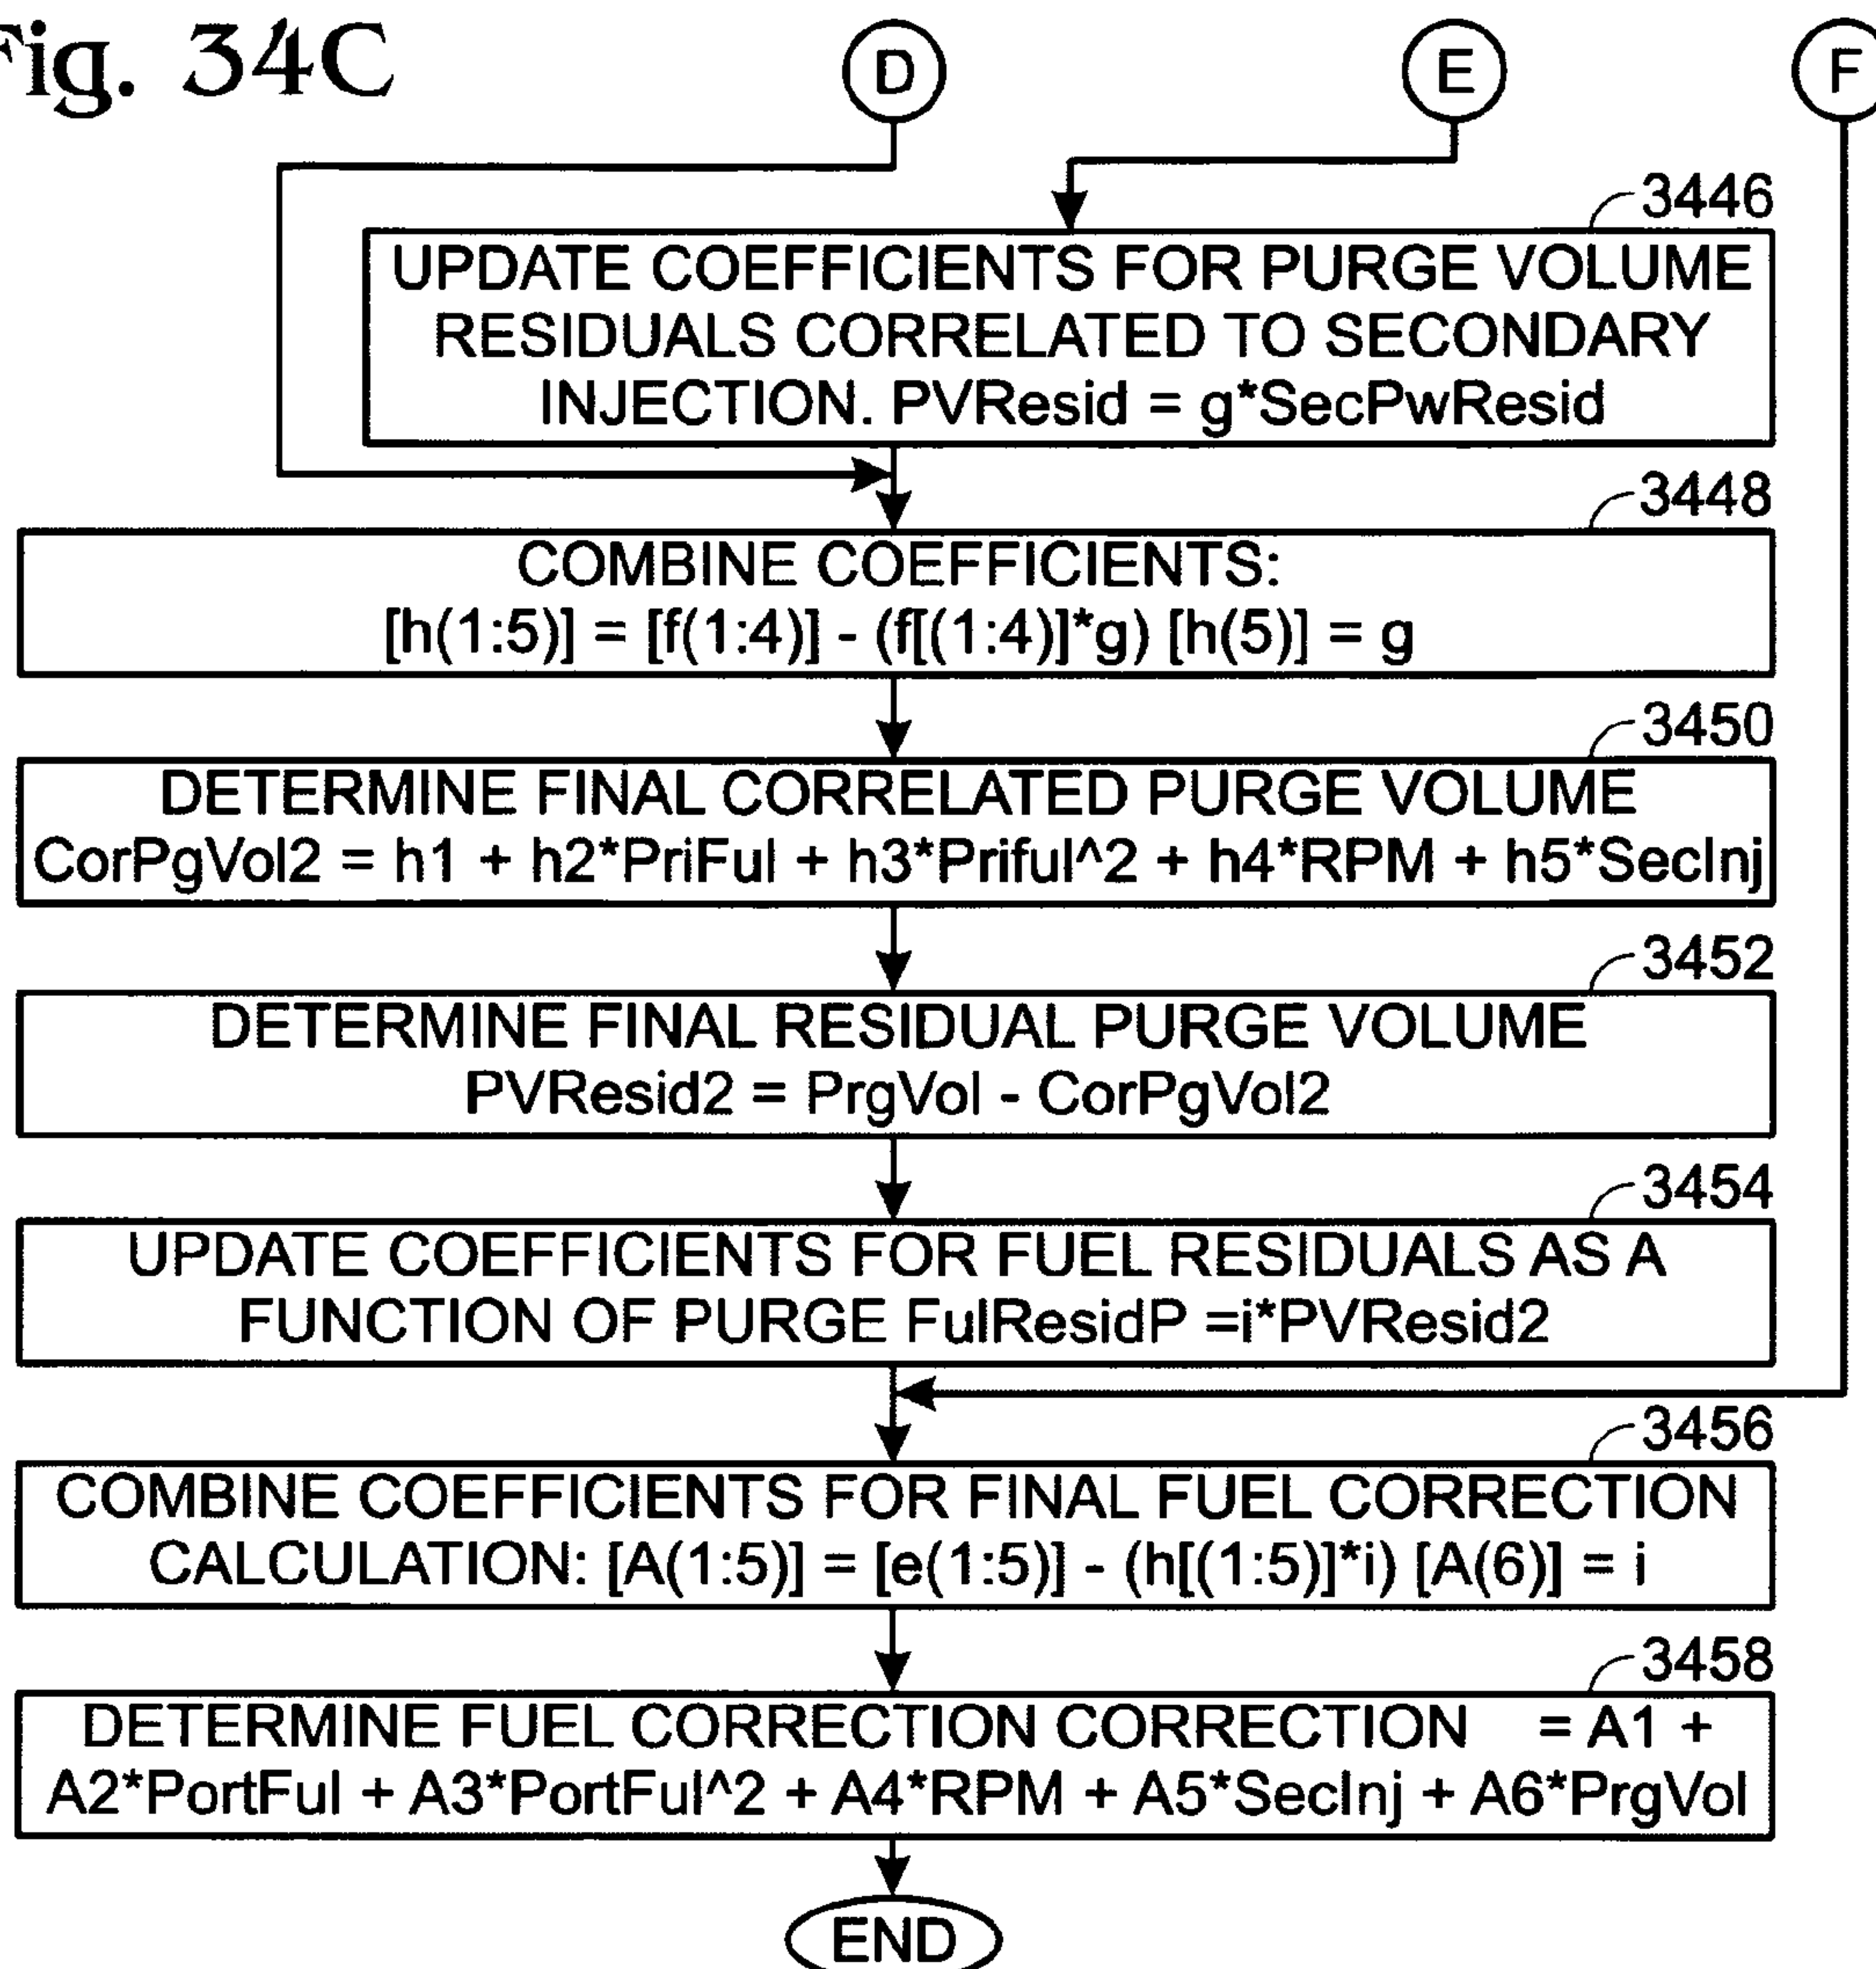 Fig. 34C
D
E
F
3446
UPDATE COEFFICIENTS FOR PURGE VOLUME
RESIDUALS CORRELATED TO SECONDARY
INJECTION. PVResid = g*SecPwResid
3448
COMBINE COEFFICIENTS:
[h(1:5)] = [f(1:4)] - (f[(1:4)]*g) [h(5)] = g
3450
DETERMINE FINAL CORRELATED PURGE VOLUME
CorPgVol2 = h1 + h2*PriFul + h3*Priful^2 + h4*RPM + h5*SecInj
3452
DETERMINE FINAL RESIDUAL PURGE VOLUME
PVResid2 = PrgVol - CorPgVol2
3454
UPDATE COEFFICIENTS FOR FUEL RESIDUALS AS A
FUNCTION OF PURGE FulResidP =i*PVResid2
3456
COMBINE COEFFICIENTS FOR FINAL FUEL CORRECTION
CALCULATION: [A(1:5)] = [e(1:5)] - (h[(1:5)]*i) [A(6)] = i
3458
DETERMINE FUEL CORRECTION CORRECTION = A1 +
A2*PortFul + A3*PortFul^2 + A4*RPM + A5*SecInj + A6*PrgVol
END